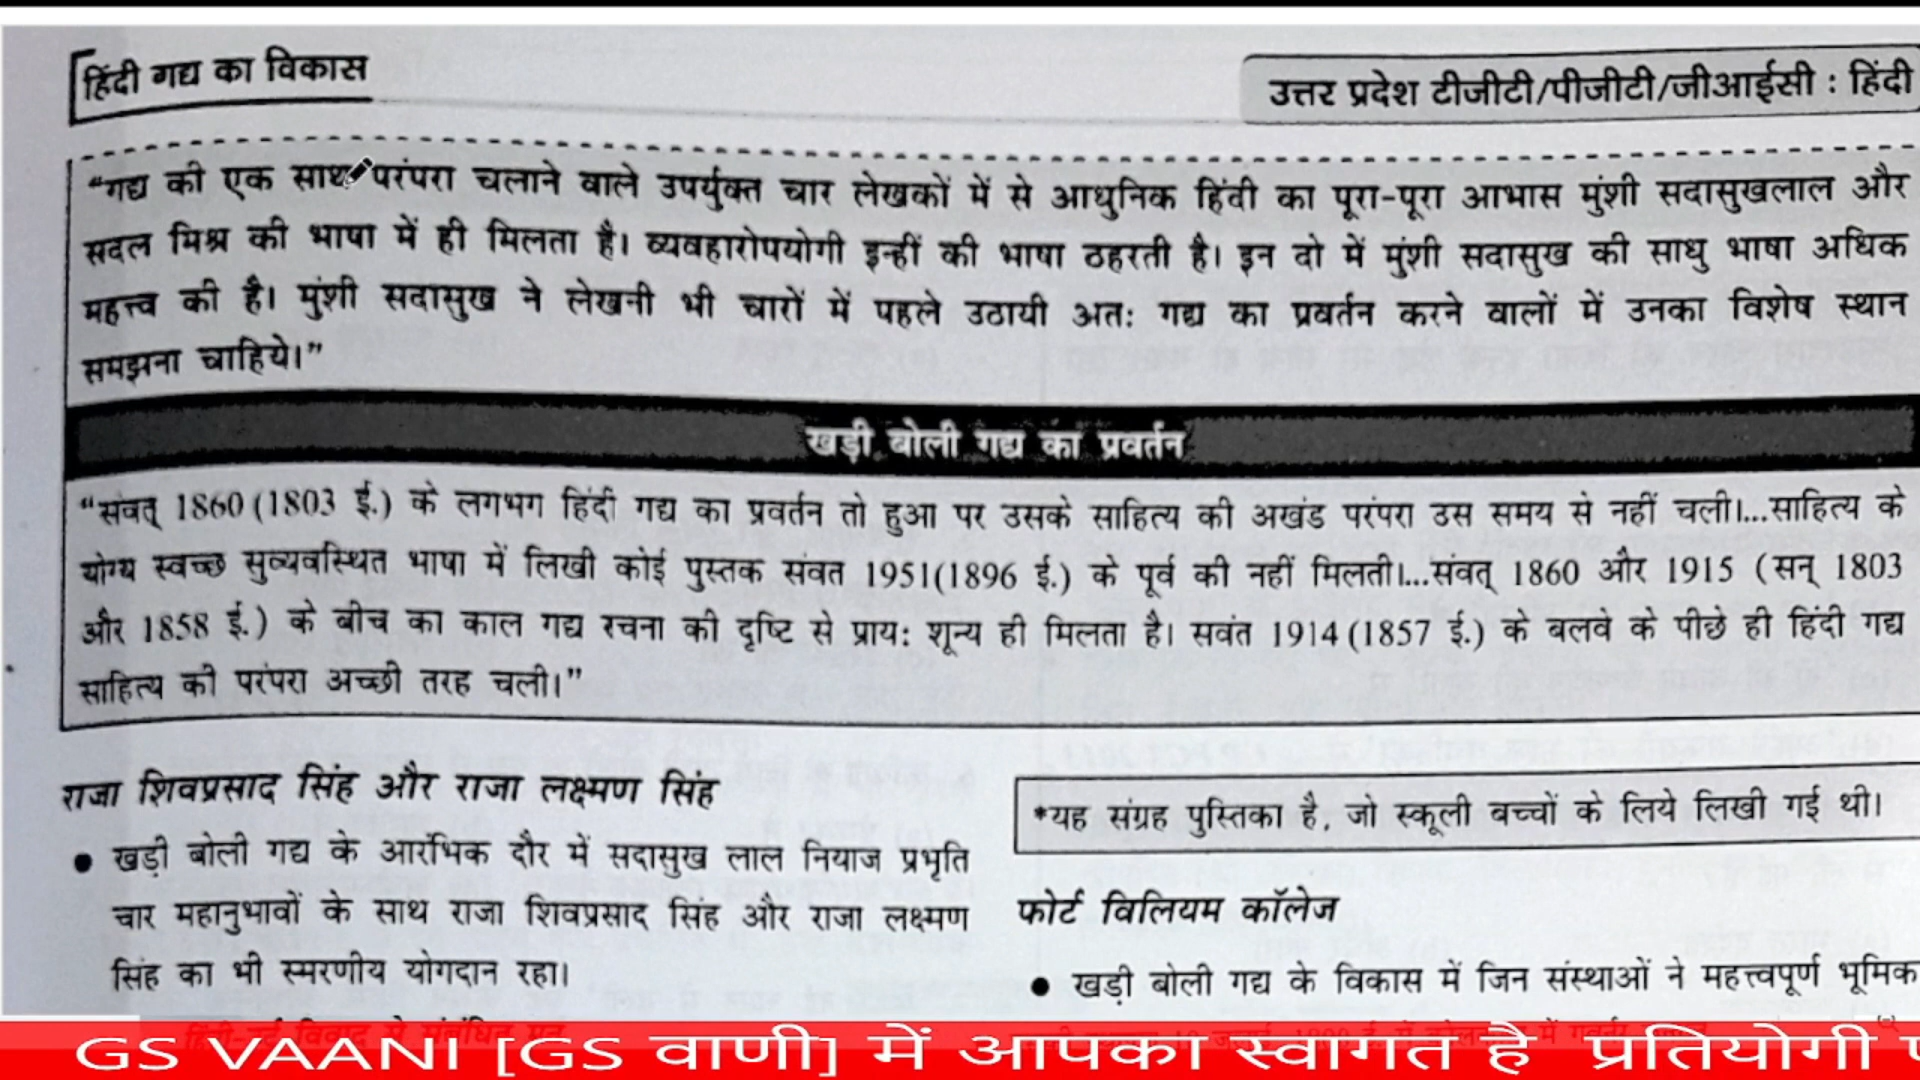 हिंदी गद्य का विकास
उत्तर प्रदेश टीजीटी/पीजीटी/जीआईसी : हिंदी
“गद्य की एक साथ परंपरा चलाने वाले उपर्युक्त चार लेखकों में से आधुनिक हिंदी का पूरा-पूरा आभास मुंशी सदासुखलाल और
सदल मिश्र की भाषा में ही मिलता है। व्यवहारोपयोगी इन्हीं की भाषा ठहरती है। इन दो में मुंशी सदासुख की साधु भाषा अधिक
महत्त्व की है। मुंशी सदासुख ने लेखनी भी चारों में पहले उठायी अतः गद्य का प्रवर्तन करने वालों में उनका विशेष स्थान
समझना चाहिये।”
खड़ी बोली गद्य का प्रवर्तन
“संवत् 1860 (1803 ई.) के लगभग हिंदी गद्य का प्रवर्तन तो हुआ पर उसके साहित्य की अखंड परंपरा उस समय से नहीं चली।...साहित्य के
योग्य स्वच्छ सुव्यवस्थित भाषा में लिखी कोई पुस्तक संवत 1951(1896 ई.) के पूर्व की नहीं मिलती।...संवत् 1860 और 1915 (सन् 1803
और 1858 ई.) के बीच का काल गद्य रचना की दृष्टि से प्रायः शून्य ही मिलता है। सवंत 1914 (1857 ई.) के बलवे के पीछे ही हिंदी गद्य
साहित्य की परंपरा अच्छी तरह चली।”
राजा शिवप्रसाद सिंह और राजा लक्ष्मण सिंह
● खड़ी बोली गद्य के आरंभिक दौर में सदासुख लाल नियाज प्रभृति
चार महानुभावों के साथ राजा शिवप्रसाद सिंह और राजा लक्ष्मण
सिंह का भी स्मरणीय योगदान रहा।
*यह संग्रह पुस्तिका है, जो स्कूली बच्चों के लिये लिखी गई थी।
फोर्ट विलियम कॉलेज
● खड़ी बोली गद्य के विकास में जिन संस्थाओं ने महत्त्वपूर्ण भूमिक
GS VAANI [GS वाणी] में आपका स्वागत है प्रतियोगी